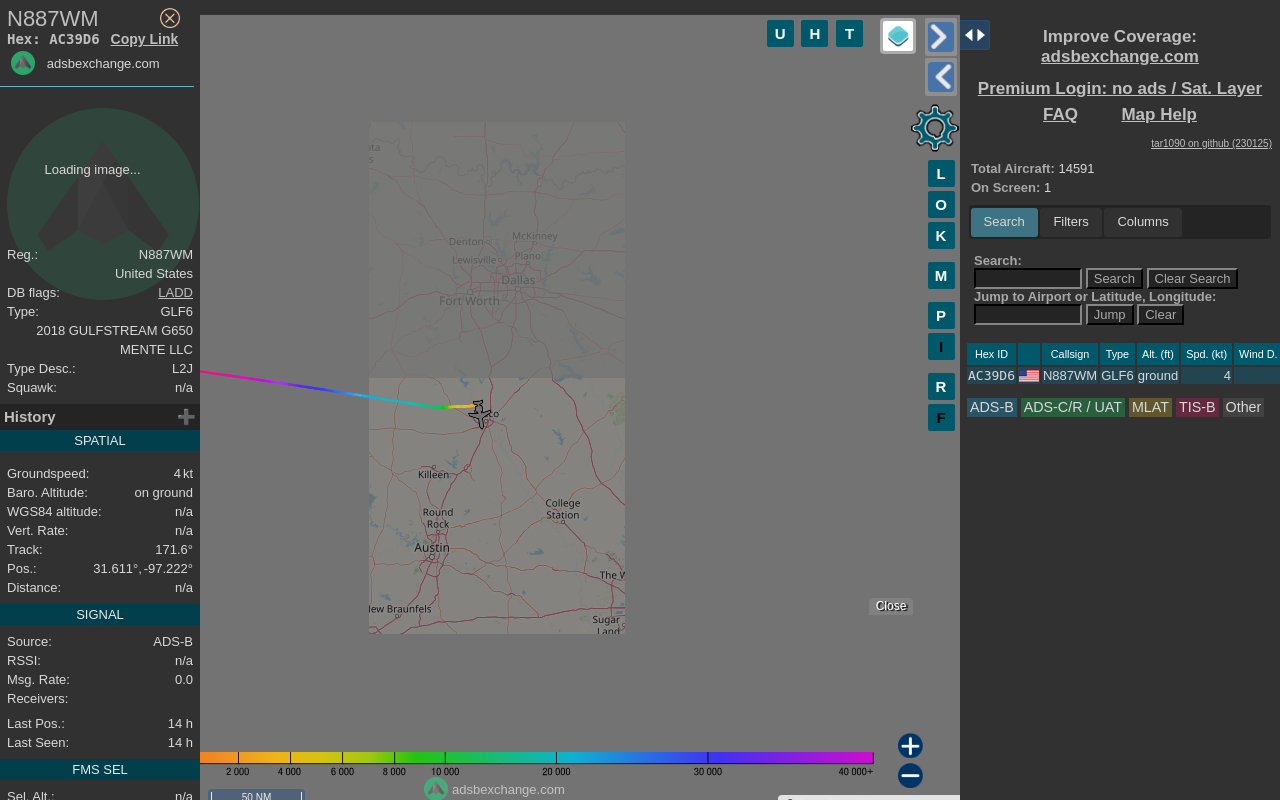 N887WM
Hex: AC39D6 Copy Link
adsbexchange.com
Loading image...
Reg.: N887WM
United States
DB flags: LADD
Type: GLF6
2018 GULFSTREAM G650
MENTE LLC
Type Desc.: L2J
Squawk: n/a
History
SPATIAL
Groundspeed: 4 kt
Baro. Altitude: on ground
WGS84 altitude: n/a
Vert. Rate: n/a
Track: 171.6°
Pos.: 31.611°, -97.222°
Distance: n/a
SIGNAL
Source: ADS-B
RSSI: n/a
Msg. Rate: 0.0
Receivers:
Last Pos.: 14 h
Last Seen: 14 h
FMS SEL
Sel. Alt.: n/a
U H T
L
O
K
M
P
I
R
F
Denton
McKinney
Lewisville
Plano
Dallas
Fort Worth
Killeen
Round
Rock
College
Station
Austin
The W
New Braunfels
Sugar
Land
Close
2 000 4 000 6 000 8 000 10 000 20 000 30 000 40 000+
adsbexchange.com
50 NM
Improve Coverage:
adsbexchange.com
Premium Login: no ads / Sat. Layer
FAQ Map Help
tar1090 on github (230125)
Total Aircraft: 14591
On Screen: 1
Search Filters Columns
Search:
Search Clear Search
Jump to Airport or Latitude, Longitude:
Jump Clear
Hex ID Callsign Type Alt. (ft) Spd. (kt) Wind D.
AC39D6 N887WM GLF6 ground 4
ADS-B ADS-C/R / UAT MLAT TIS-B Other